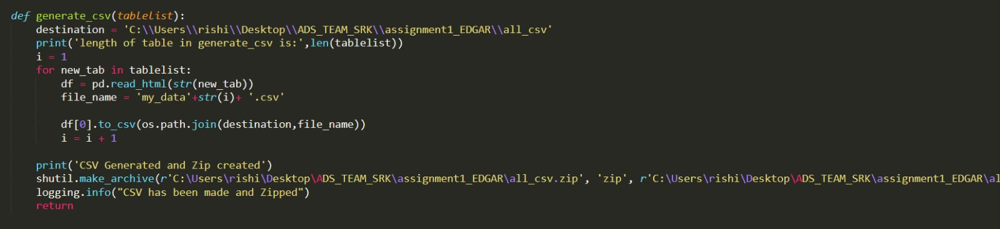 def generate_csv(tablelist):
    destination = 'C:\\Users\\rishi\\Desktop\\ADS_TEAM_SRK\\assignment1_EDGAR\\all_csv'
    print('length of table in generate_csv is:',len(tablelist))
    i = 1
    for new_tab in tablelist:
        df = pd.read_html(str(new_tab))
        file_name = 'my_data'+str(i)+ '.csv'

        df[0].to_csv(os.path.join(destination,file_name))
        i = i + 1

    print('CSV Generated and Zip created')
    shutil.make_archive(r'C:\Users\rishi\Desktop\ADS_TEAM_SRK\assignment1_EDGAR\all_csv.zip', 'zip', r'C:\Users\rishi\Desktop\ADS_TEAM_SRK\assignment1_EDGAR\al
    logging.info("CSV has been made and Zipped")
    return